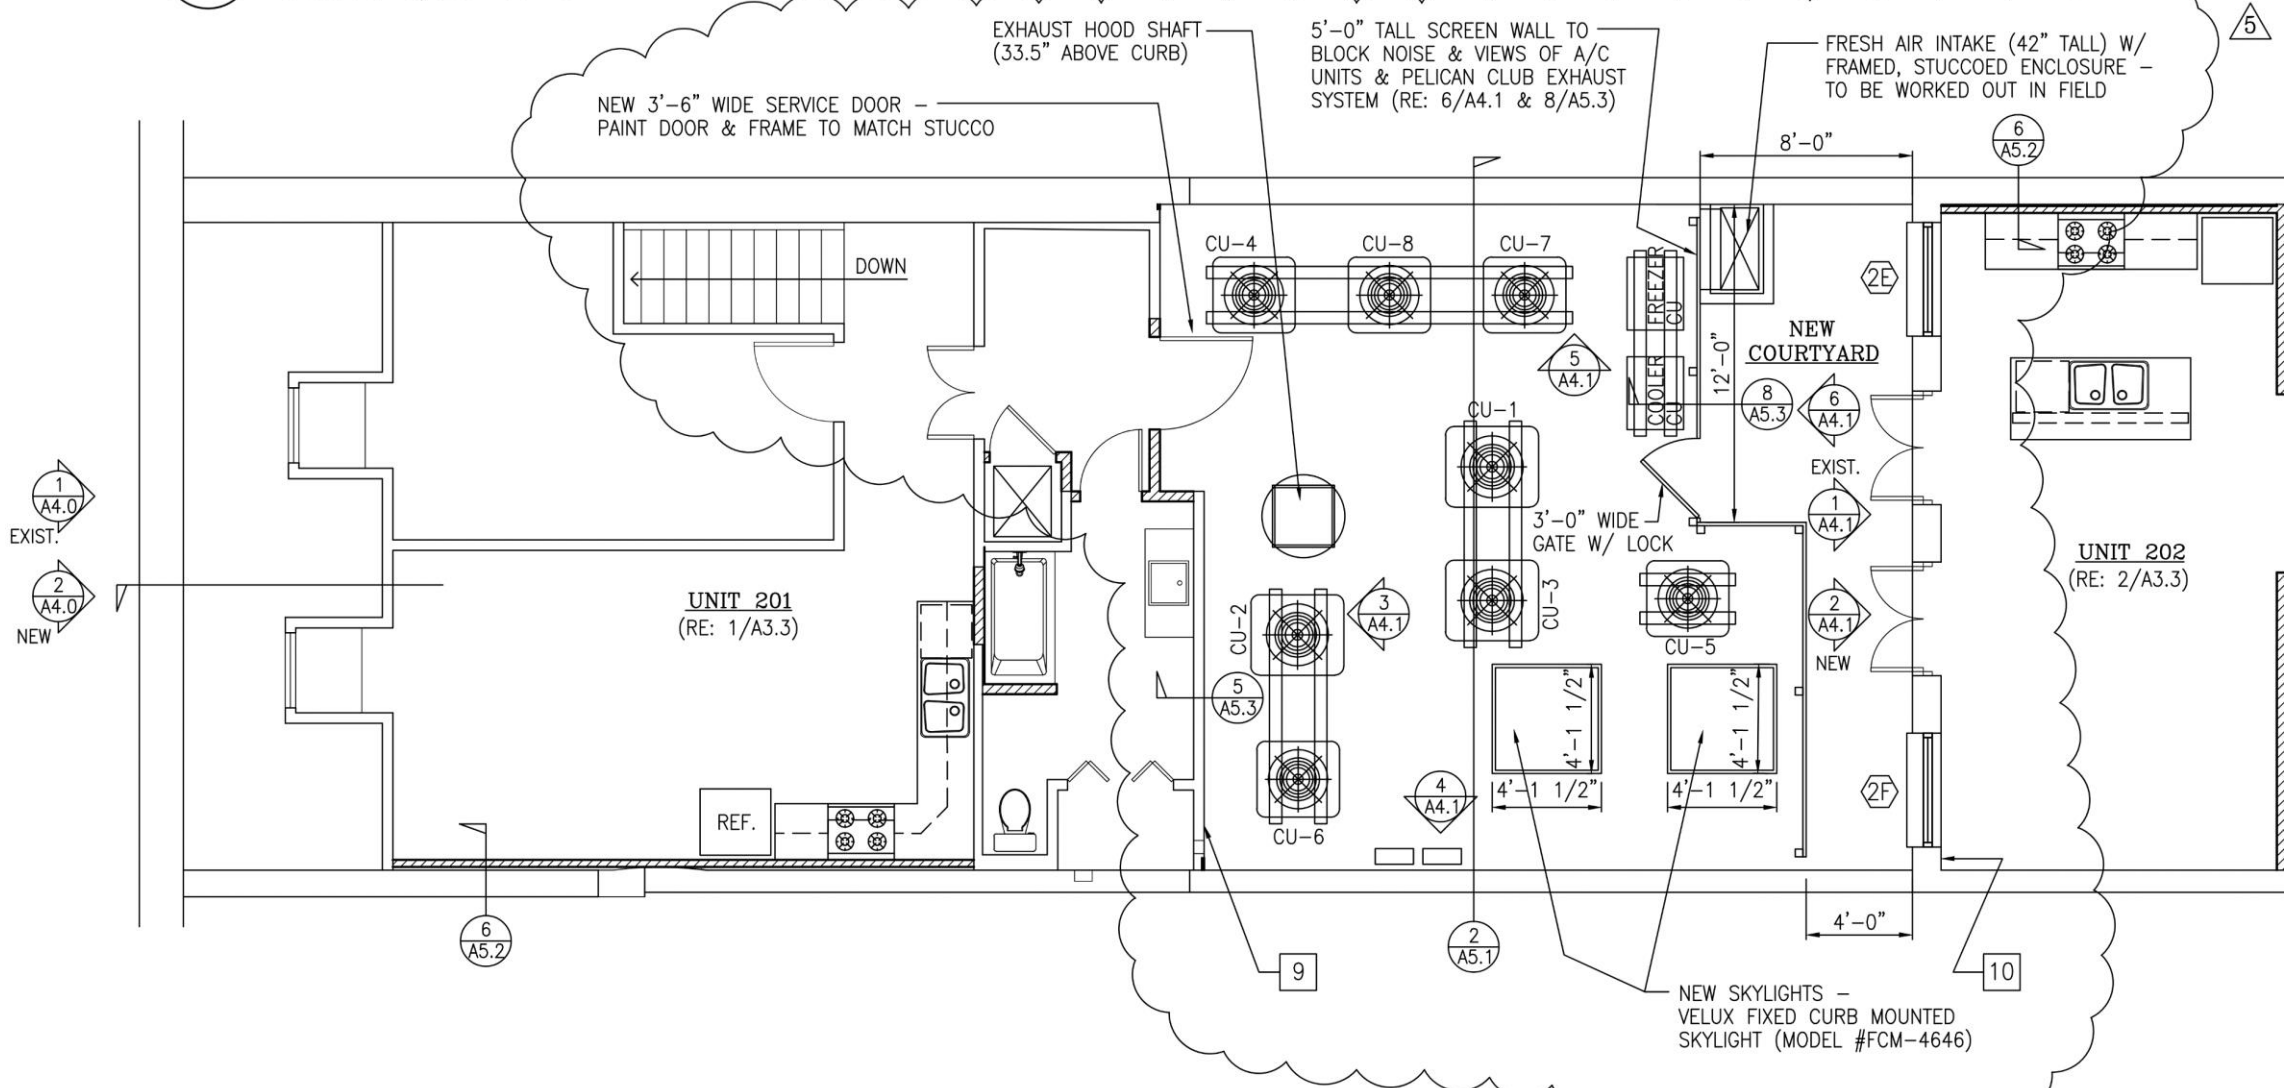 EXHAUST HOOD SHAFT
(33.5” ABOVE CURB)
5’-0” TALL SCREEN WALL TO
BLOCK NOISE & VIEWS OF A/C
UNITS & PELICAN CLUB EXHAUST
SYSTEM (RE: 6/A4.1 & 8/A5.3)
FRESH AIR INTAKE (42” TALL) W/
FRAMED, STUCCOED ENCLOSURE –
TO BE WORKED OUT IN FIELD
5
NEW 3’-6” WIDE SERVICE DOOR –
PAINT DOOR & FRAME TO MATCH STUCCO
8’-0”
6
A5.2
DOWN
CU-4
CU-8
CU-7
FREEZER
CU
COOLER
CU
12’-0”
2E
NEW
COURTYARD
5
A4.1
8
A5.3
6
A4.1
CU-1
EXIST.
1
A4.1
1
A4.0
EXIST.
2
A4.0
NEW
3’-0” WIDE
GATE W/ LOCK
UNIT 201
(RE: 1/A3.3)
UNIT 202
(RE: 2/A3.3)
CU-2
3
A4.1
CU-3
CU-5
2
A4.1
NEW
5
A5.3
4’-1 1/2”
4’-1 1/2”
4’-1 1/2”
4’-1 1/2”
4
A4.1
2F
REF.
CU-6
6
A5.2
9
2
A5.1
4’-0”
10
NEW SKYLIGHTS –
VELUX FIXED CURB MOUNTED
SKYLIGHT (MODEL #FCM-4646)